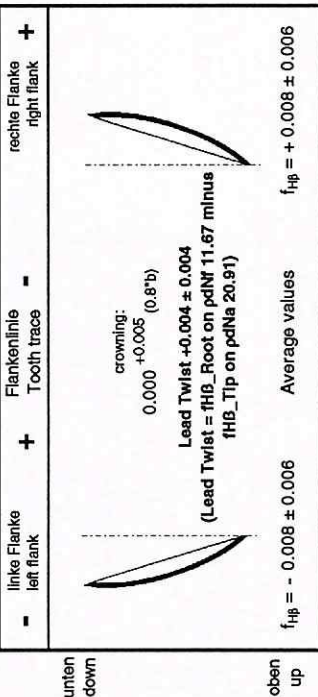 - linke Flanke + Flankenlinie - rechte Flanke +
left flank Tooth trace right flank
unten
down
crowning:
0.000 +0.005 (0.8*b)
Lead Twist +0.004 ± 0.004
(Lead Twist = fHß_Root on pdNf 11.67 minus
fHß_Tip on pdNa 20.91)
oben
up
fHβ = - 0.008 ± 0.006 Average values fHβ = + 0.008 ± 0.006